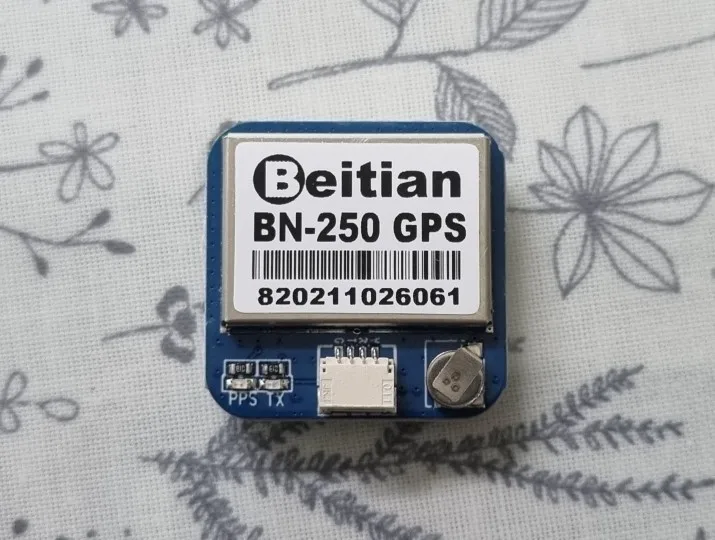 Beitian
BN-250 GPS
820211026061
G T R V
PPS TX